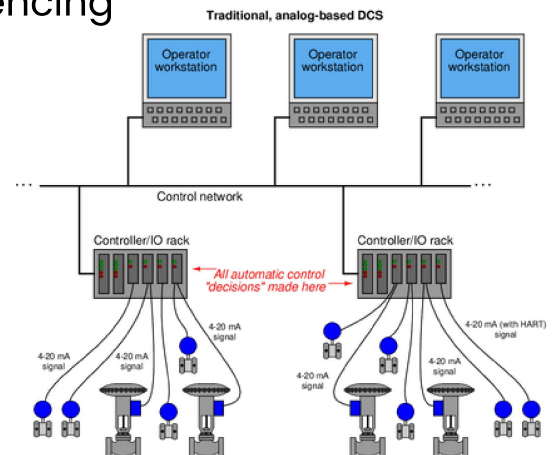 encing
Traditional, analog-based DCS
Operator
workstation
Operator
workstation
Operator
workstation
...
...
Control network
Controller/IO rack
Controller/IO rack
All automatic control
"decisions" made here
4-20 mA
signal
4-20 mA
signal
4-20 mA
signal
4-20 mA
signal
4-20 mA
signal
4-20 mA (with HART)
signal